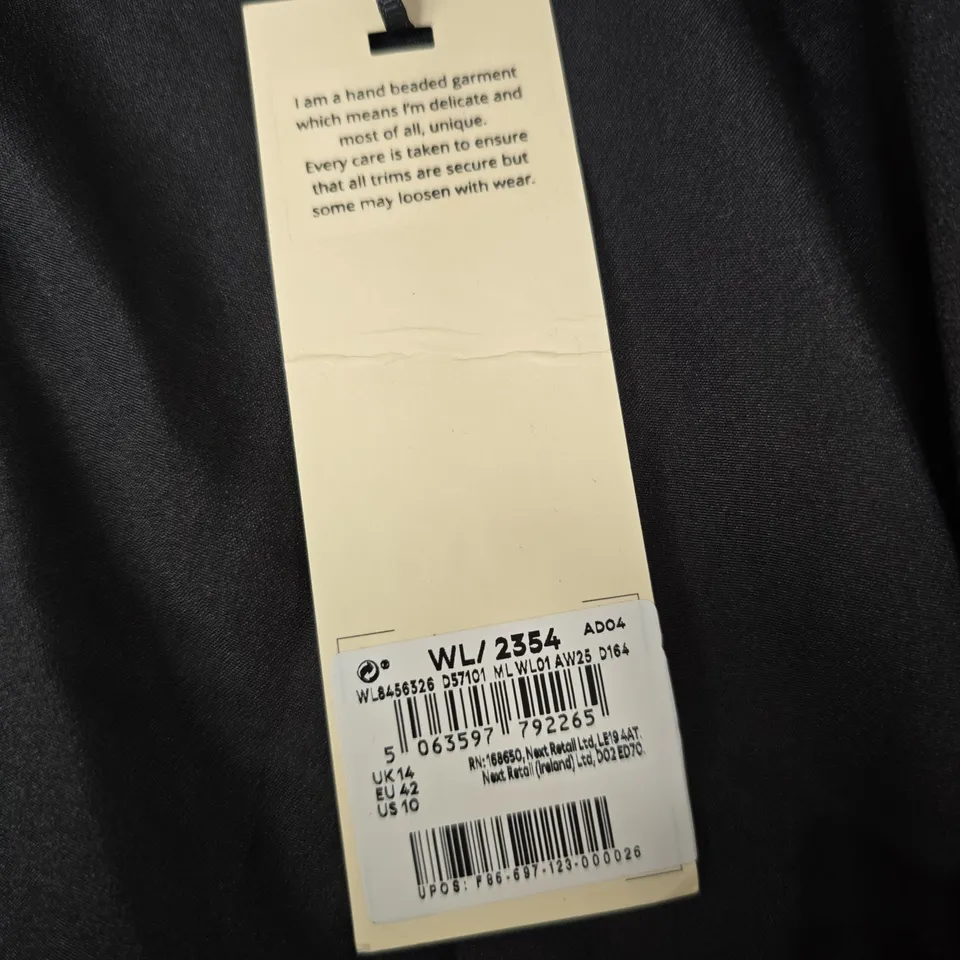 I am a hand beaded garment
which means I'm delicate and
most of all, unique.
Every care is taken to ensure
that all trims are secure but
some may loosen with wear.
WL/ 2354 AD04
WL8456326 D57101 ML WL01 AW25 D164
5 063597 792265
RN:168650, Next Retail Ltd, LE19 4AT.
Next Retail (Ireland) Ltd, D02 ED70.
UK 14
EU 42
US 10
UPOS: F86-697-123-000026